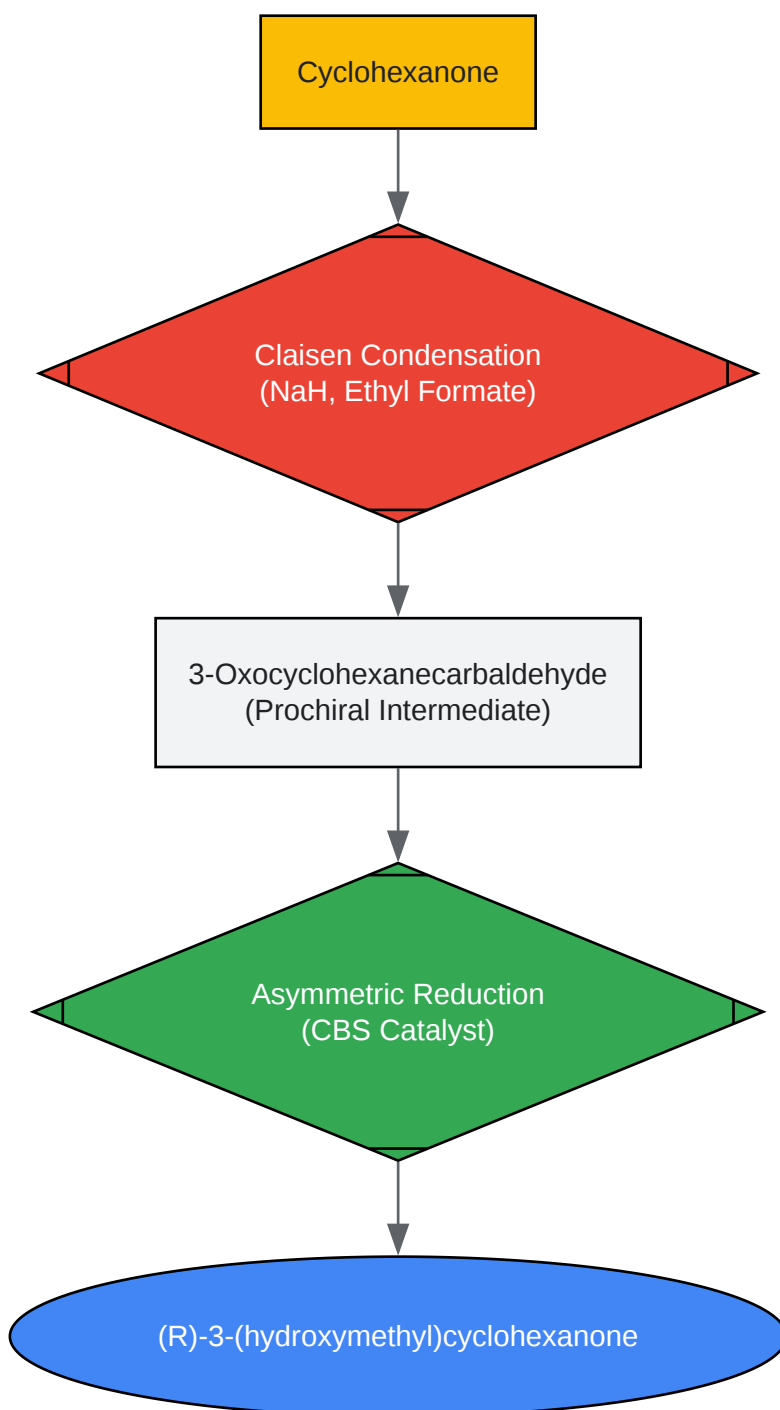 Cyclohexanone
Claisen Condensation
(NaH, Ethyl Formate)
3-Oxocyclohexanecarbaldehyde
(Prochiral Intermediate)
Asymmetric Reduction
(CBS Catalyst)
(R)-3-(hydroxymethyl)cyclohexanone